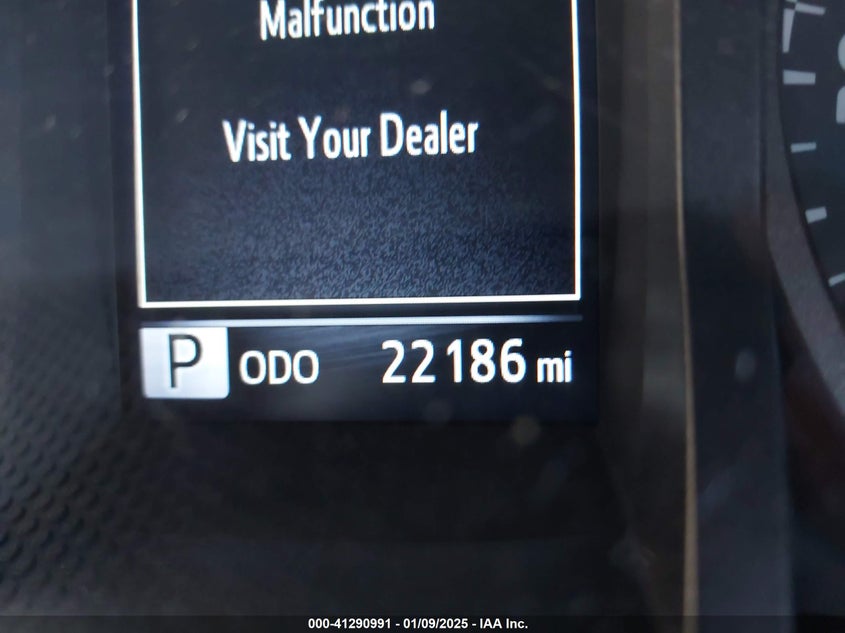 Malfunction
Visit Your Dealer
P ODO 22186 mi
000-41290991 - 01/09/2025 - IAA Inc.